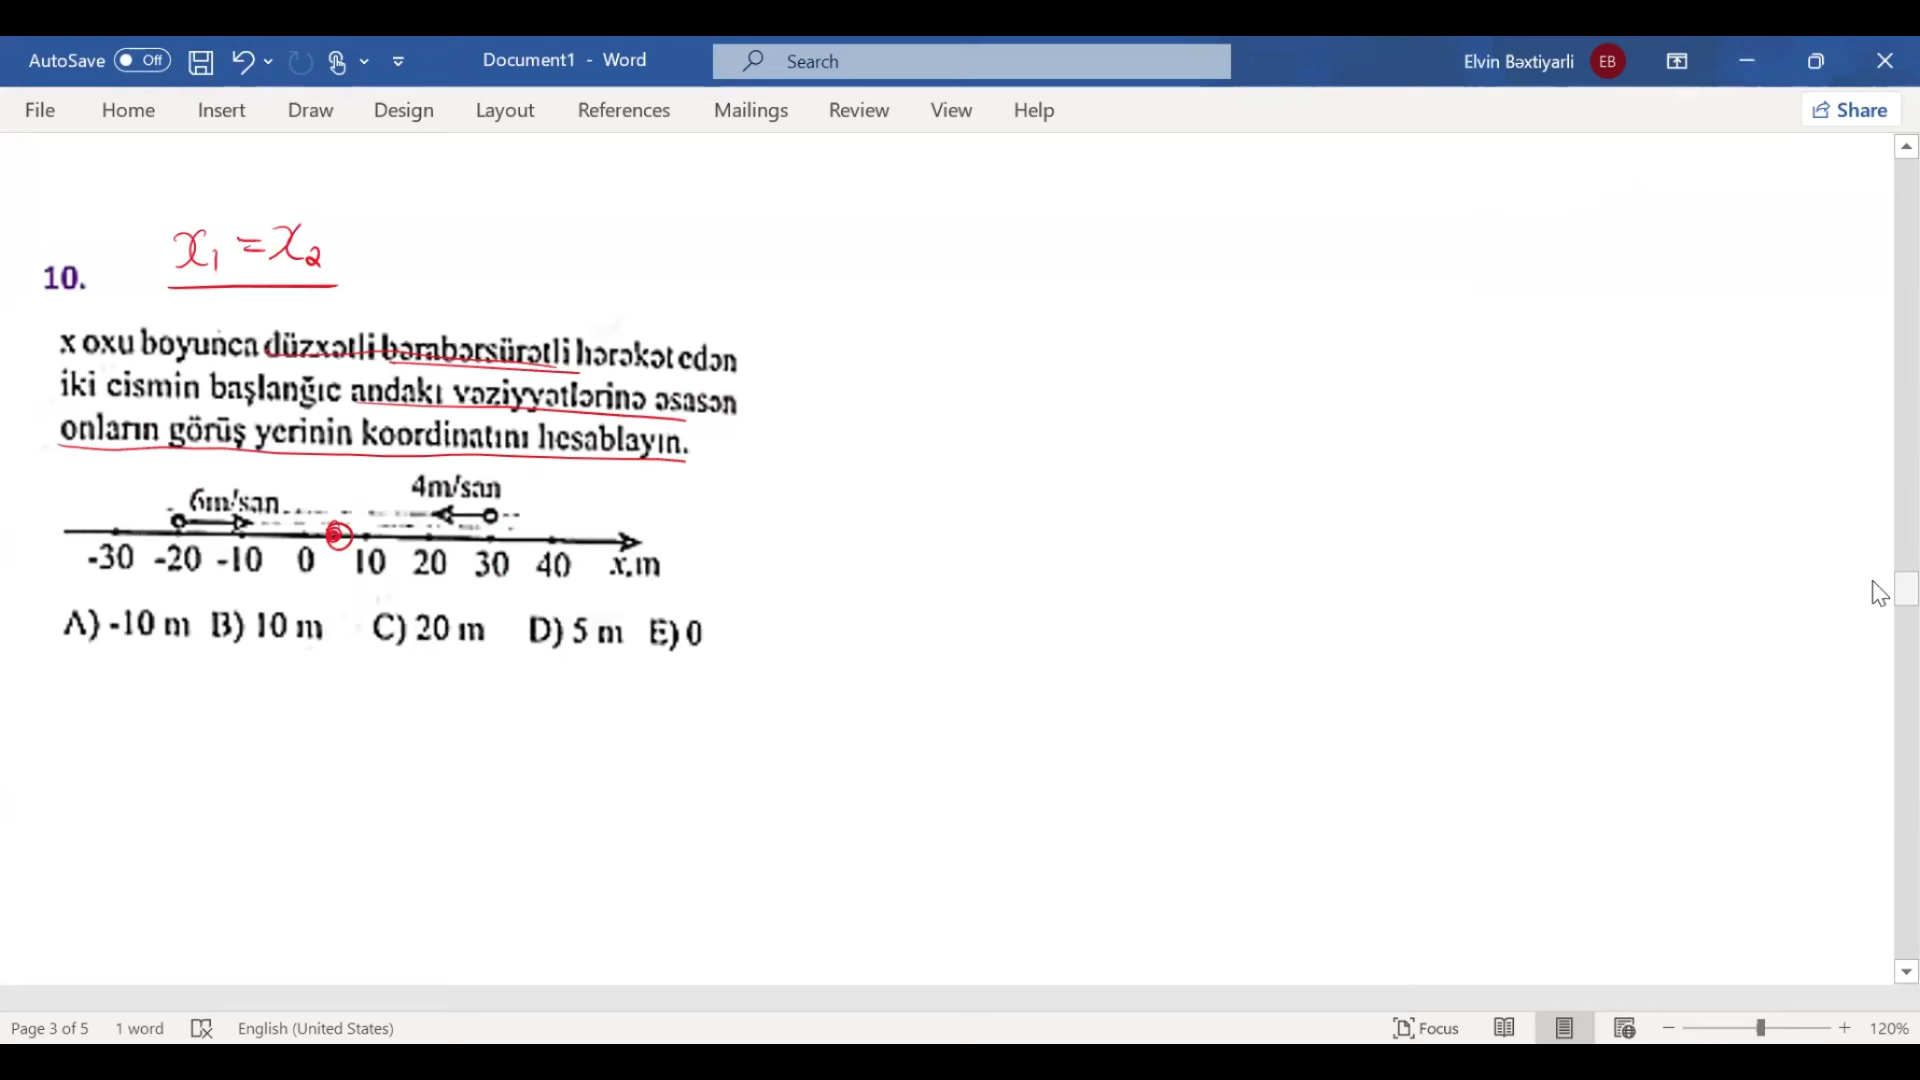 AutoSave Off Document1 - Word Search Elvin Bəxtiyarli EB
File Home Insert Draw Design Layout References Mailings Review View Help Share
x₁ = x₂
10.
x oxu boyunca düzxətli bərabərsürətli hərəkət edən
iki cismin başlanğıc andakı vəziyyətlərinə əsasən
onların görüş yerinin koordinatını hesablayın.
6m/san 4m/san
-30 -20 -10 0 10 20 30 40 x.m
A) -10 m B) 10 m C) 20 m D) 5 m E) 0
Page 3 of 5 1 word English (United States) Focus 120%